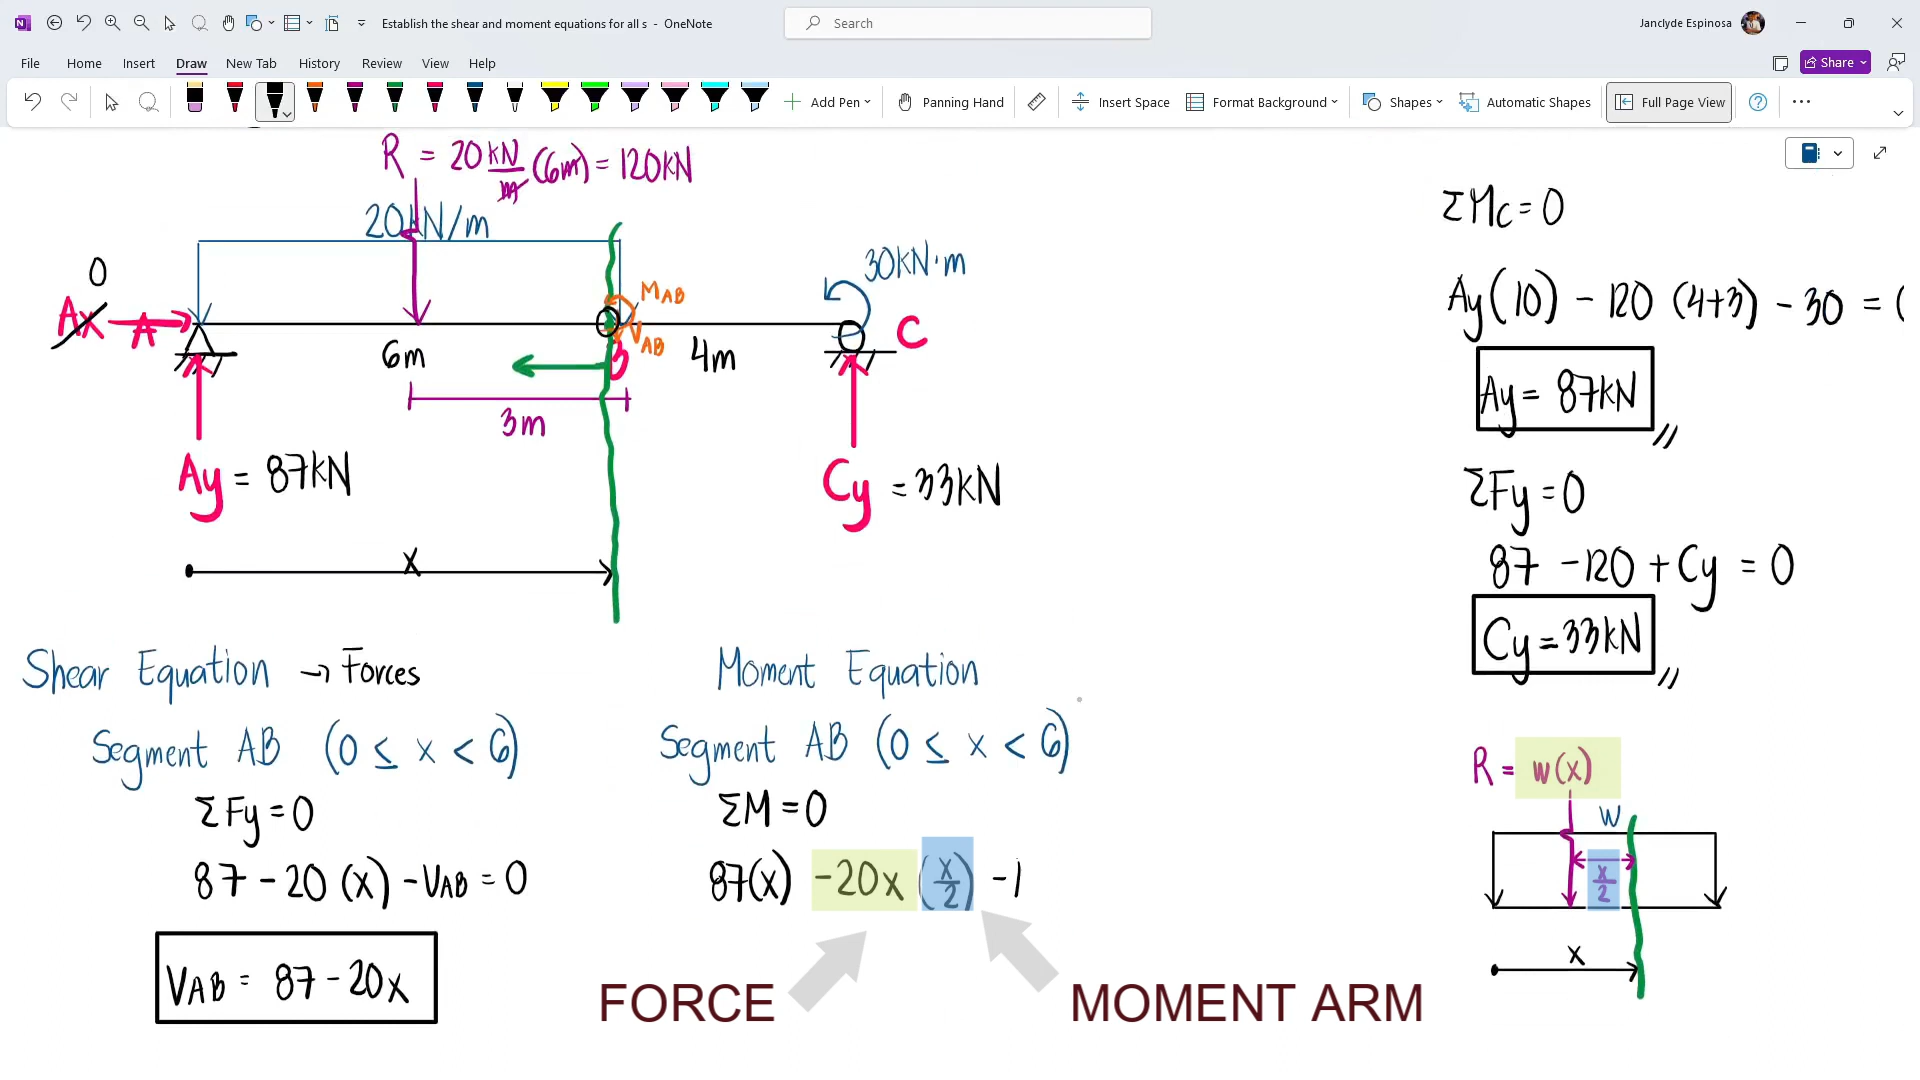 Establish the shear and moment equations for all s - OneNote
Search
Janclyde Espinosa
File Home Insert Draw New Tab History Review View Help
Share
Add Pen
Panning Hand
Insert Space
Format Background
Shapes
Automatic Shapes
Full Page View
R = 20 kN/m (6m) = 120kN
20kN/m
0
Ax
A
MAB
VAB
B
30kN·m
C
6m
4m
3m
Ay = 87kN
Cy = 33kN
x
ΣMc = 0
Ay(10) - 120 (4+3) - 30 = (
Ay = 87kN
ΣFy = 0
87 - 120 + Cy = 0
Cy = 33kN
Shear Equation → Forces
Segment AB (0 ≤ x < 6)
ΣFy = 0
87 - 20 (x) - VAB = 0
VAB = 87 - 20x
Moment Equation
Segment AB (0 ≤ x < 6)
ΣM = 0
87(x) - 20x (x/2) - 1
FORCE
MOMENT ARM
R = w(x)
w
x/2
x